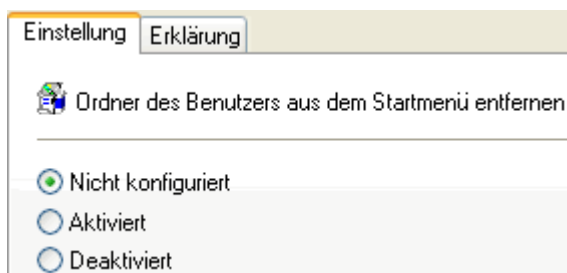 Einstellung Erklärung
Ordner des Benutzers aus dem Startmenü entfernen
Nicht konfiguriert
Aktiviert
Deaktiviert